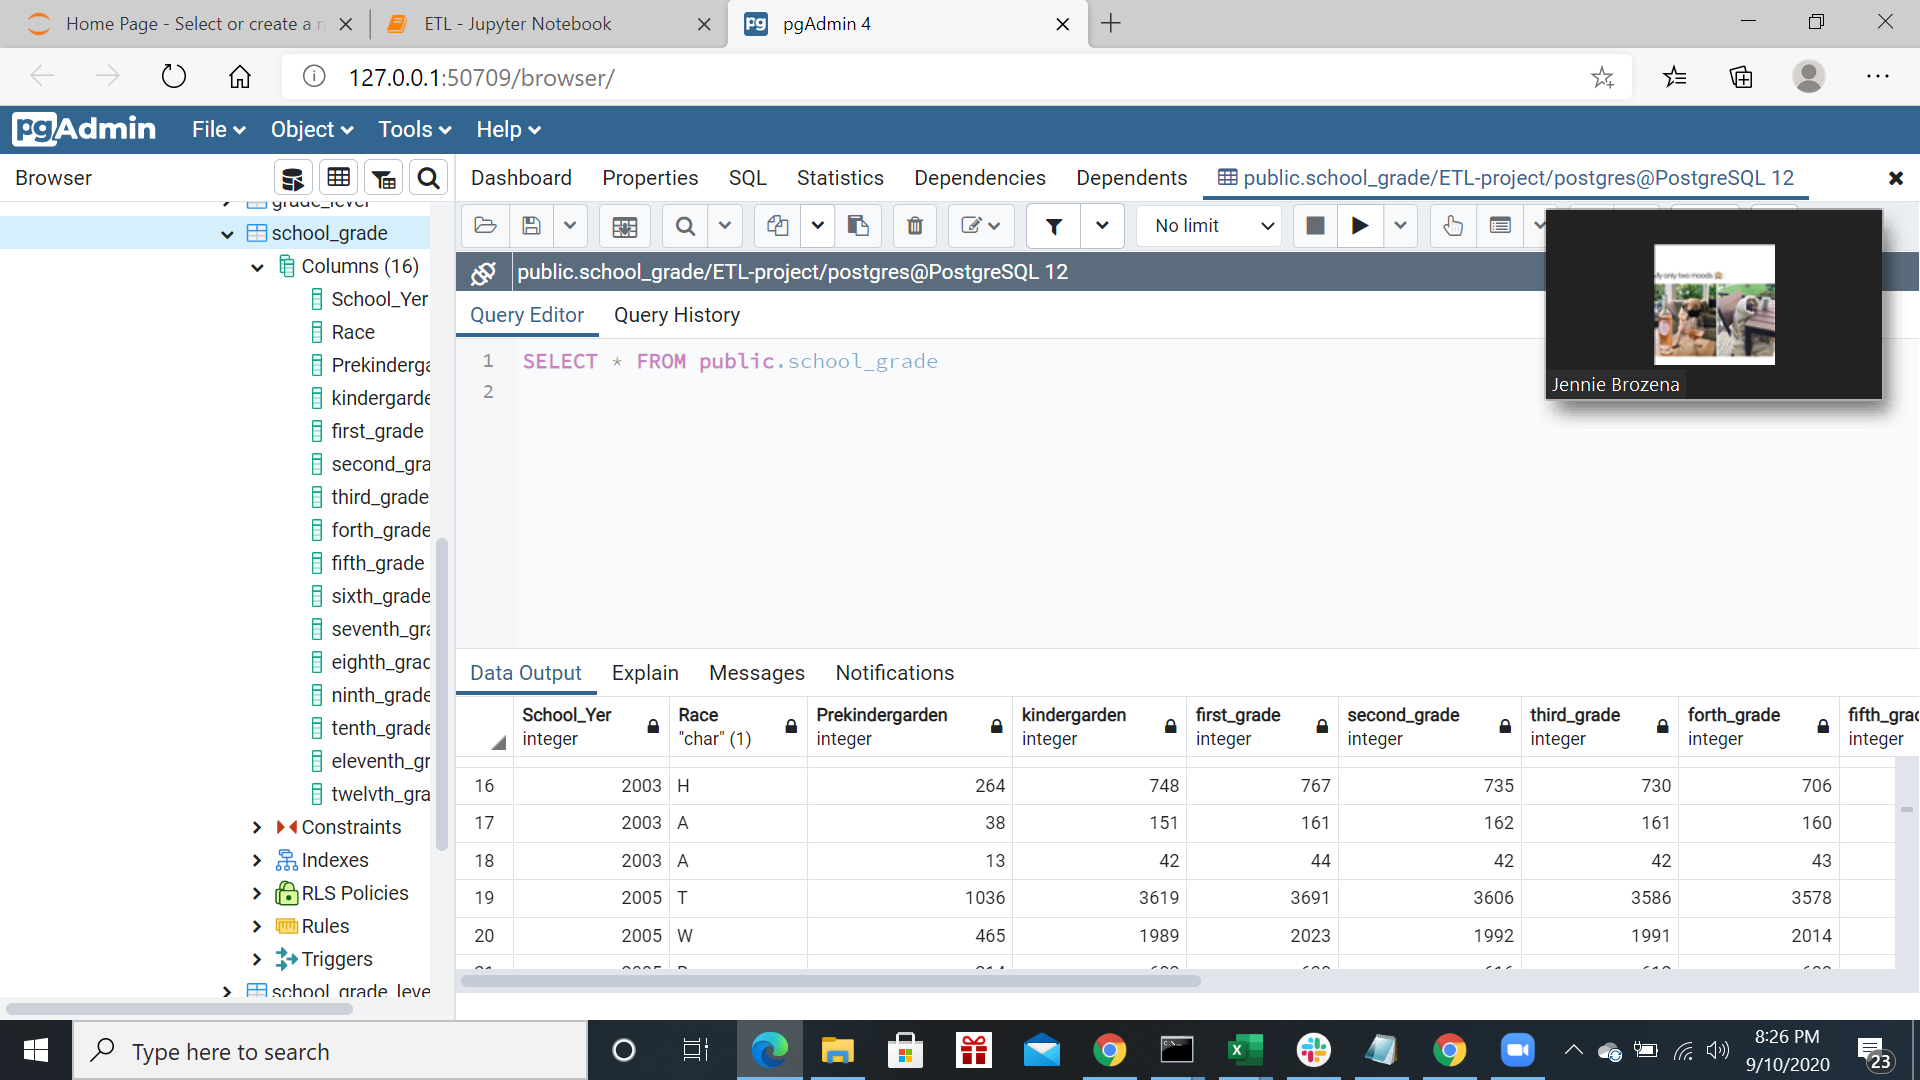 Home Page - Select or create a n
ETL - Jupyter Notebook
pgAdmin 4
127.0.0.1:50709/browser/
pgAdmin
File
Object
Tools
Help
Browser
Dashboard
Properties
SQL
Statistics
Dependencies
Dependents
public.school_grade/ETL-project/postgres@PostgreSQL 12
grade_level
school_grade
Columns (16)
School_Yer
Race
Prekinderga
kindergarde
first_grade
second_gra
third_grade
forth_grade
fifth_grade
sixth_grade
seventh_gra
eighth_grad
ninth_grade
tenth_grade
eleventh_gr
twelvth_gra
Constraints
Indexes
RLS Policies
Rules
Triggers
school_grade_leve
No limit
public.school_grade/ETL-project/postgres@PostgreSQL 12
Query Editor
Query History
1 SELECT * FROM public.school_grade
2
My only two moods
Jennie Brozena
Data Output
Explain
Messages
Notifications
School_Yer integer
Race "char" (1)
Prekindergarden integer
kindergarden integer
first_grade integer
second_grade integer
third_grade integer
forth_grade integer
fifth_grad integer
16 2003 H 264 748 767 735 730 706
17 2003 A 38 151 161 162 161 160
18 2003 A 13 42 44 42 42 43
19 2005 T 1036 3619 3691 3606 3586 3578
20 2005 W 465 1989 2023 1992 1991 2014
Type here to search
8:26 PM
9/10/2020
23